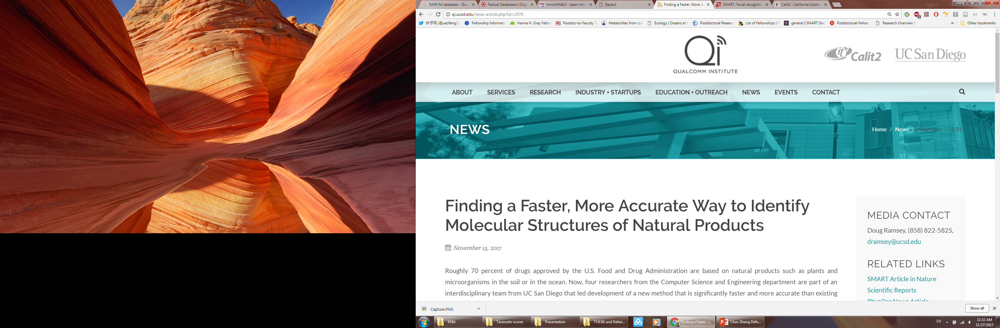 NMR fid database - Goo
Factual Databases | Orga
nmrshiftdb2 - open nmr
Bayesil
Finding a Faster, More A
SMART: Facial recognitio
Calit2 : California Institut
Zhang
qi.ucsd.edu/news-article.php?id=2970
叶子风 (@yezifeng) |
Fellowship Informatic
Hanna H. Gray Fellow
Postdoc-to-Faculty T
Metabolites from cul
Ecology | Oceans at
Postdoctoral Researc
List of Fellowships | P
general | SMART Slac
Postdoctoral Fellow
Research Overview |
» Other bookmarks
Qi
QUALCOMM INSTITUTE
it2 Calit2
UC San Diego
ABOUT SERVICES RESEARCH INDUSTRY + STARTUPS EDUCATION + OUTREACH NEWS EVENTS CONTACT
NEWS
Home / News / November 15, 201
Finding a Faster, More Accurate Way to Identify
Molecular Structures of Natural Products
November 15, 2017
Roughly 70 percent of drugs approved by the U.S. Food and Drug Administration are based on natural products such as plants and
microorganisms in the soil or in the ocean. Now, four researchers from the Computer Science and Engineering department are part of an
interdisciplinary team from UC San Diego that led development of a new method that is significantly faster and more accurate than existing
MEDIA CONTACT
Doug Ramsey, (858) 822-5825,
dramsey@ucsd.edu
RELATED LINKS
SMART Article in Nature
Scientific Reports
PhysOrg News Article
Capture.PNG
Show all
KNN
Tanimoto scores
Presentation
THESIS and Defen...
Finding a Faster, ...
Chen Zhang Defe...
EN
11:32 AM
11/27/2017